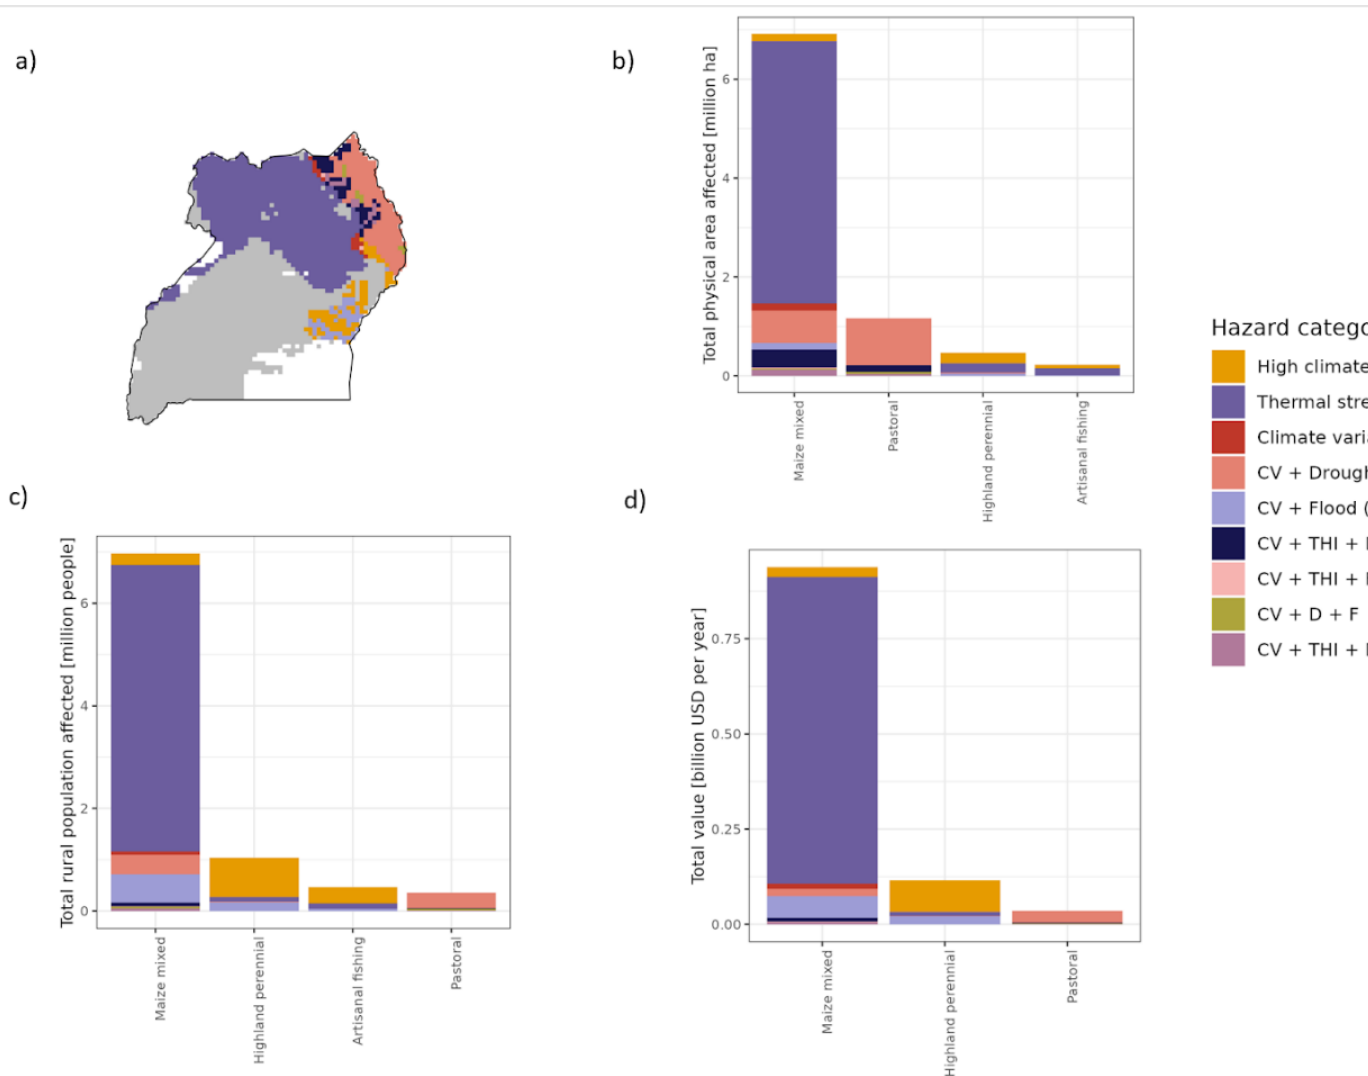 a)
b)
Total physical area affected [million ha]
6
4
2
0
Maize mixed
Pastoral
Highland perennial
Artisanal fishing
Hazard catego
High climate
Thermal stre
Climate varia
CV + Drough
CV + Flood (
CV + THI +
CV + THI +
CV + D + F
CV + THI +
c)
Total rural population affected [million people]
6
4
2
0
Maize mixed
Highland perennial
Artisanal fishing
Pastoral
d)
Total value [billion USD per year]
0.75
0.50
0.25
0.00
Maize mixed
Highland perennial
Pastoral